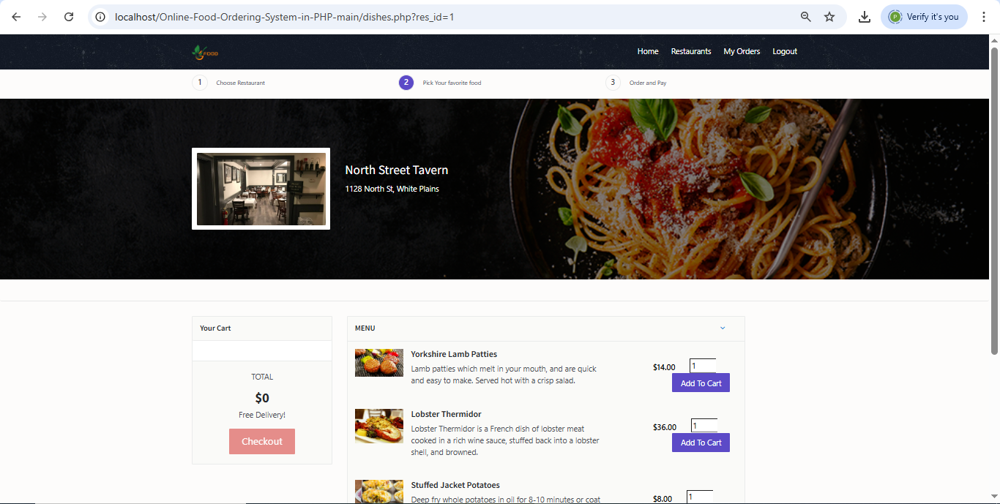 localhost/Online-Food-Ordering-System-in-PHP-main/dishes.php?res_id=1
P
Verify it's you
FOOD
Home
Restaurants
My Orders
Logout
1
Choose Restaurant
2
Pick Your favorite food
3
Order and Pay
North Street Tavern
1128 North St, White Plains
Your Cart
TOTAL
$0
Free Delivery!
Checkout
MENU
Yorkshire Lamb Patties
Lamb patties which melt in your mouth, and are quick
and easy to make. Served hot with a crisp salad.
$14.00
1
Add To Cart
Lobster Thermidor
Lobster Thermidor is a French dish of lobster meat
cooked in a rich wine sauce, stuffed back into a lobster
shell, and browned.
$36.00
1
Add To Cart
Stuffed Jacket Potatoes
Deep fry whole potatoes in oil for 8-10 minutes or coat
$8.00
1